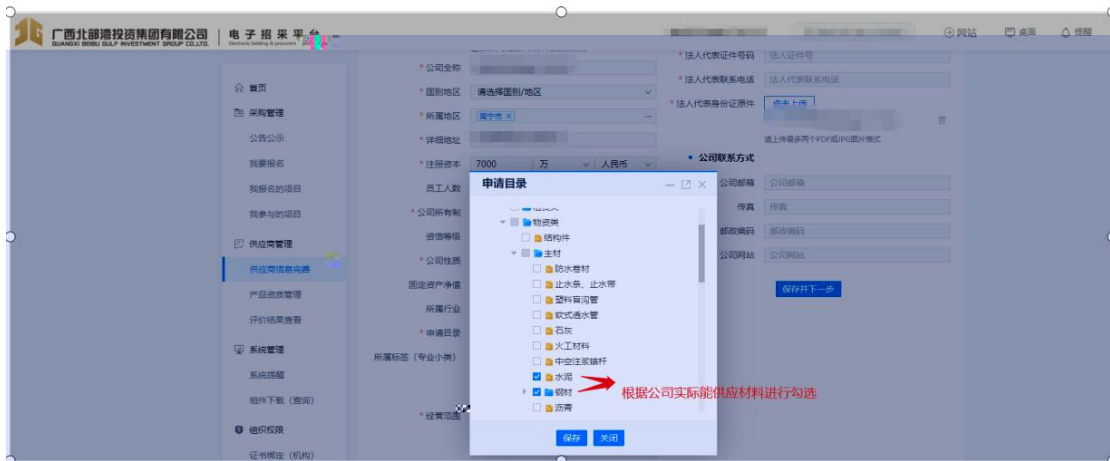 广西北部湾投资集团有限公司 电子招采平台
GUANGXI BEIBU GULF INVESTMENT GROUP CO.,LTD.
网站 桌面 提醒
首页
采购管理
公告公示
我要报名
我报名的项目
我参与的项目
供应商管理
供应商信息完善
产品资质管理
评价结果查看
系统管理
系统提醒
组件下载（查询）
组织权限
证书绑定（机构）
* 公司全称
* 国别地区 请选择国别/地区
* 所属地区 南宁市 ×
* 详细地址
* 注册资本 7000 万 人民币
员工人数
* 公司所有制
资信等级
* 公司性质
固定资产净值
所属行业
* 申请目录
所属标签（专业小类）
* 经营范围
* 法人代表证件号码 法人证件号
* 法人代表联系电话 法人代表联系电话
* 法人代表身份证原件 点击上传
请上传最多两个PDF或JPG图片格式
• 公司联系方式
公司邮箱 公司邮箱
传真 传真
邮政编码 邮政编码
公司网站 公司网站
保存并下一步
申请目录
物资类
结构件
主材
防水卷材
止水条、止水带
塑料盲沟管
软式透水管
石灰
火工材料
中空注浆锚杆
水泥
钢材
沥青
根据公司实际能供应材料进行勾选
保存 关闭